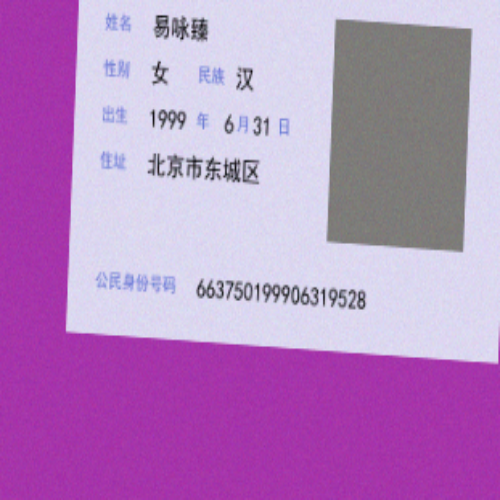 姓名 易咏臻
性别 女 民族 汉
出生 1999 年 6 月 31 日
住址 北京市东城区
公民身份号码 663750199906319528